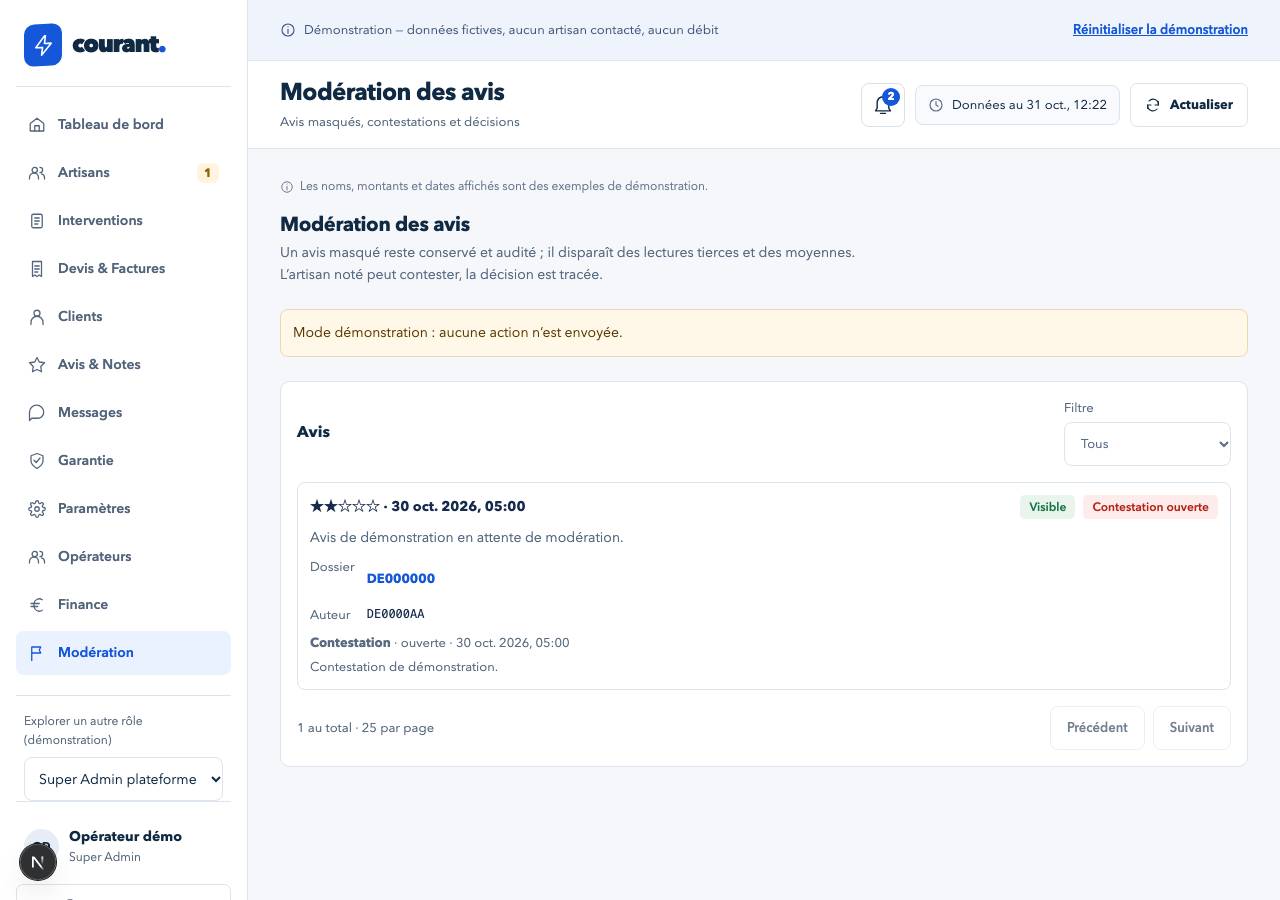 courant.
Démonstration – données fictives, aucun artisan contacté, aucun débit
Réinitialiser la démonstration
Modération des avis
Avis masqués, contestations et décisions
2
Données au 31 oct., 12:22
Actualiser
Tableau de bord
Artisans
1
Interventions
Devis & Factures
Clients
Avis & Notes
Messages
Garantie
Paramètres
Opérateurs
Finance
Modération
Explorer un autre rôle
(démonstration)
Super Admin plateforme
Opérateur démo
Super Admin
N
Les noms, montants et dates affichés sont des exemples de démonstration.
Modération des avis
Un avis masqué reste conservé et audité ; il disparaît des lectures tierces et des moyennes.
L’artisan noté peut contester, la décision est tracée.
Mode démonstration : aucune action n’est envoyée.
Avis
Filtre
Tous
★★☆☆☆ · 30 oct. 2026, 05:00
Visible
Contestation ouverte
Avis de démonstration en attente de modération.
Dossier
DE000000
Auteur
DE0000AA
Contestation · ouverte · 30 oct. 2026, 05:00
Contestation de démonstration.
1 au total · 25 par page
Précédent
Suivant